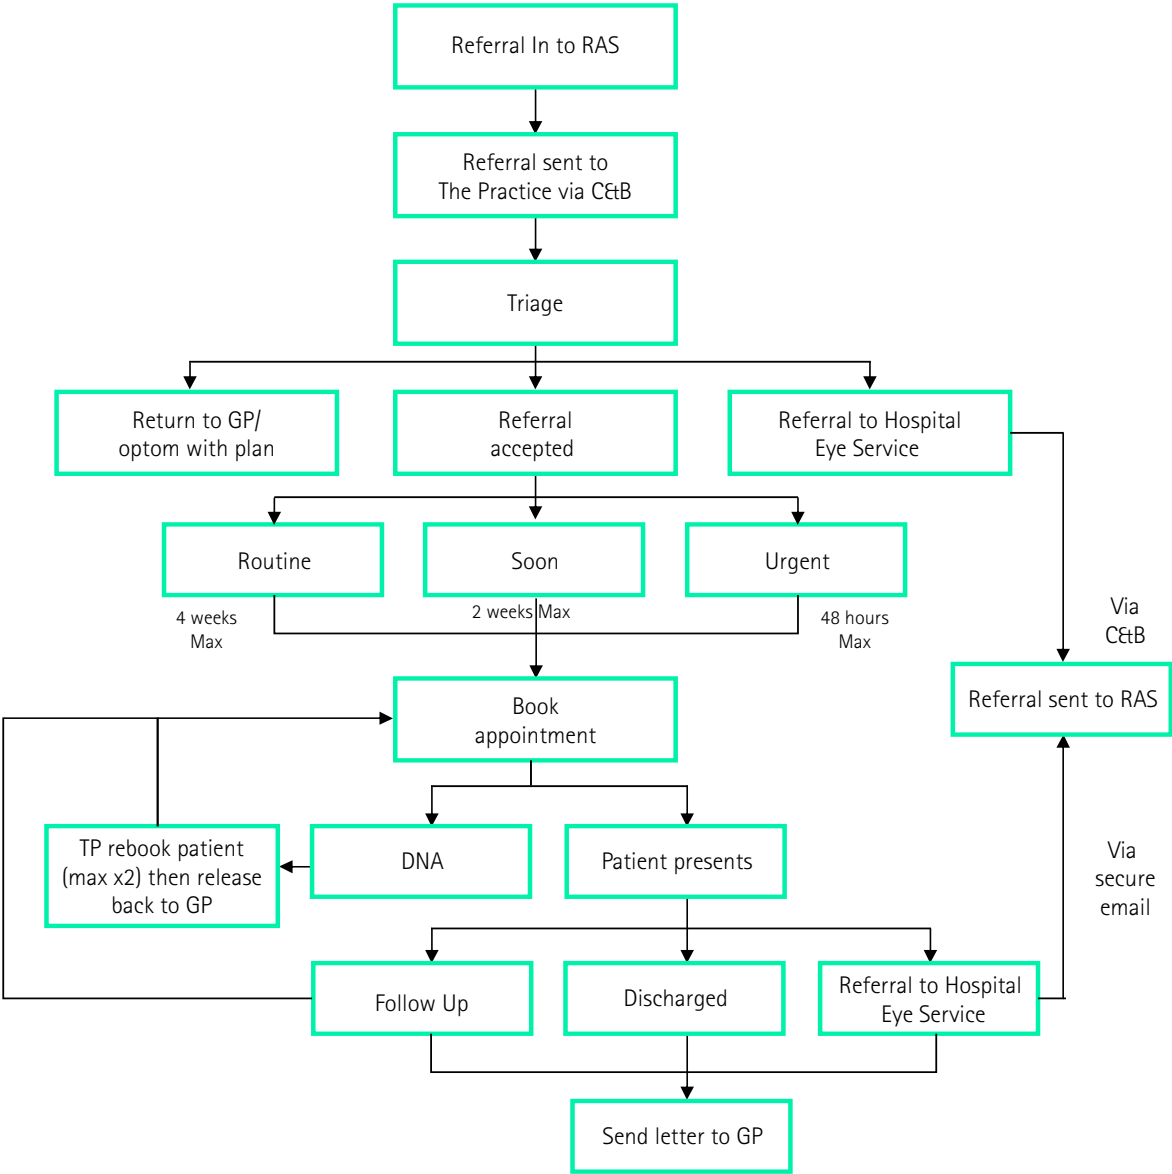 Referral In to RAS
Referral sent to
The Practice via C&B
Triage
Return to GP/
optom with plan
Referral
accepted
Referral to Hospital
Eye Service
Routine
Soon
Urgent
4 weeks
Max
2 weeks Max
48 hours
Max
Via
C&B
Referral sent to RAS
Book
appointment
TP rebook patient
(max x2) then release
back to GP
DNA
Patient presents
Via
secure
email
Follow Up
Discharged
Referral to Hospital
Eye Service
Send letter to GP